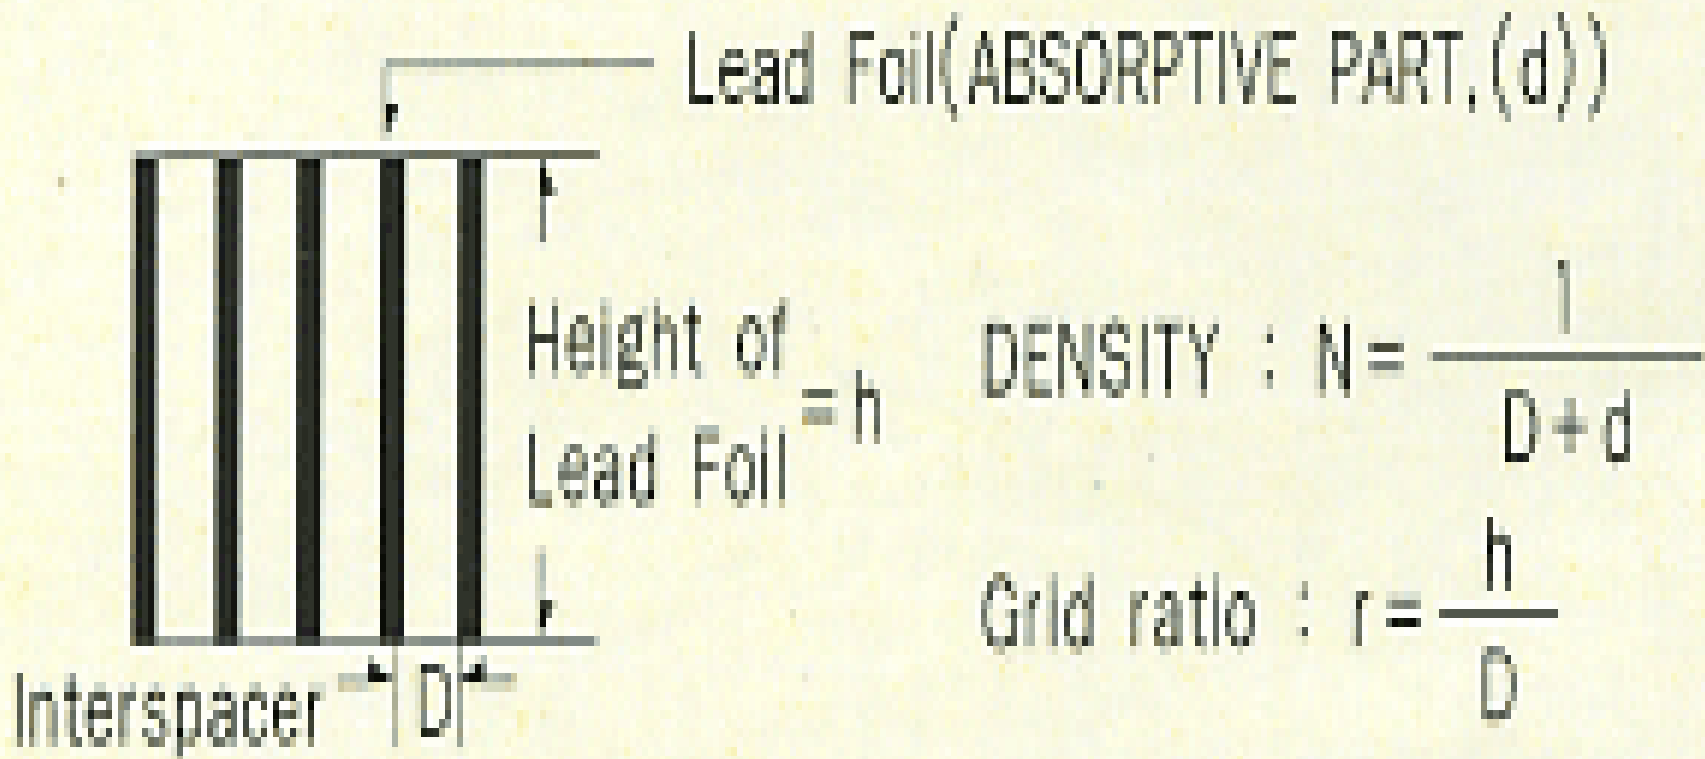 Lead Foil(ABSORPTIVE PART,(d))
Height of
Lead Foil
=h
DENSITY : N=
1
D+d
Grid ratio : r=
h
D
Interspacer
D